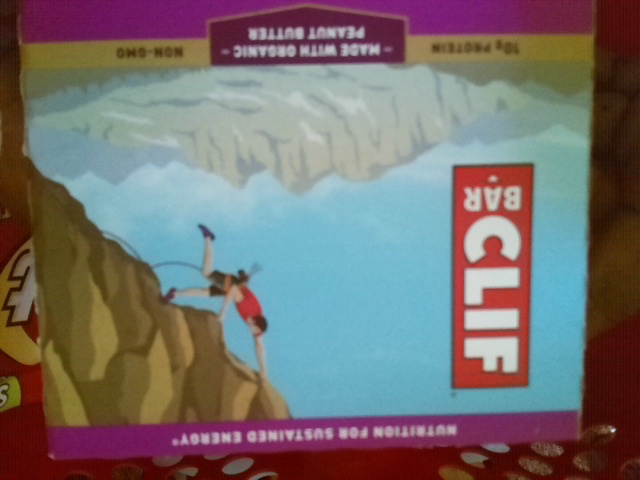 NUTRITION FOR SUSTAINED ENERGY®
CLIF
BAR
10g PROTEIN
MADE WITH ORGANIC
PEANUT BUTTER
NON-GMO